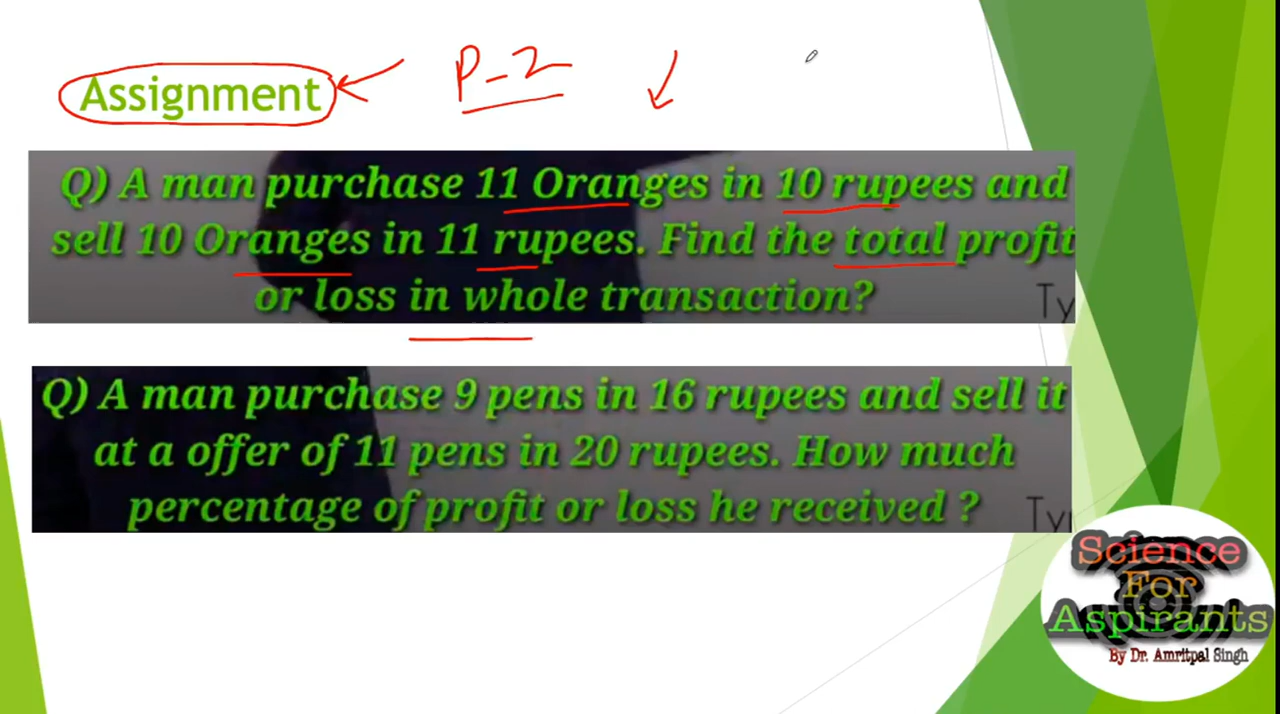 Assignment
P-2
Q) A man purchase 11 Oranges in 10 rupees and
sell 10 Oranges in 11 rupees. Find the total profit
or loss in whole transaction?
Ty
Q) A man purchase 9 pens in 16 rupees and sell it
at a offer of 11 pens in 20 rupees. How much
percentage of profit or loss he received ?
Ty
Science
For
Aspirants
By Dr. Amritpal Singh